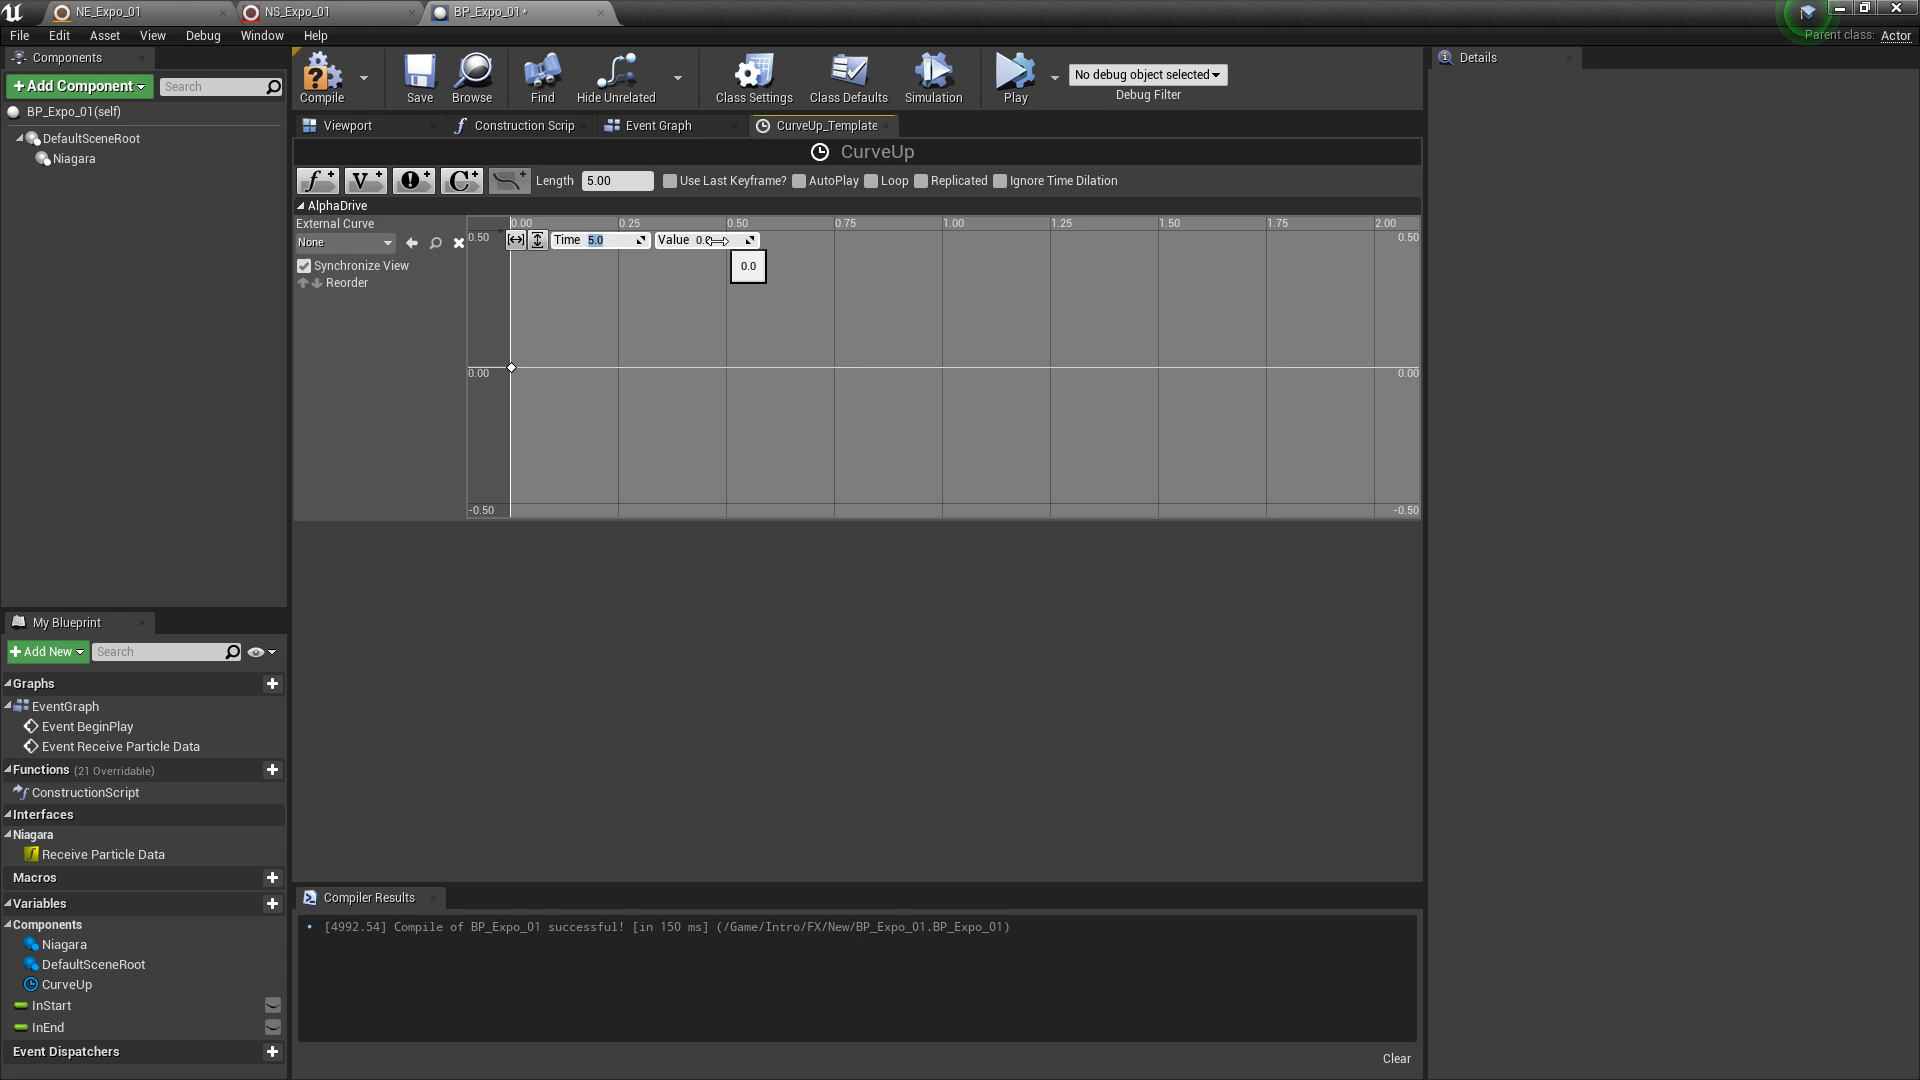 NE_Expo_01
NS_Expo_01
BP_Expo_01*
File Edit Asset View Debug Window Help
Parent class: Actor
Components
+Add Component
Search
BP_Expo_01(self)
DefaultSceneRoot
Niagara
Compile
Save
Browse
Find
Hide Unrelated
Class Settings
Class Defaults
Simulation
Play
No debug object selected
Debug Filter
Details
Viewport
Construction Scrip
Event Graph
CurveUp_Template
CurveUp
Length 5.00 Use Last Keyframe? AutoPlay Loop Replicated Ignore Time Dilation
AlphaDrive
External Curve
None
Synchronize View
Reorder
0.00 0.25 0.50 0.75 1.00 1.25 1.50 1.75 2.00
0.50 Time 5.0 Value 0.0 0.50
0.0
0.00 0.00
-0.50 -0.50
My Blueprint
+Add New
Search
Graphs
EventGraph
Event BeginPlay
Event Receive Particle Data
Functions (21 Overridable)
ConstructionScript
Interfaces
Niagara
Receive Particle Data
Macros
Variables
Components
Niagara
DefaultSceneRoot
CurveUp
InStart
InEnd
Event Dispatchers
Compiler Results
[4992.54] Compile of BP_Expo_01 successful! [in 150 ms] (/Game/Intro/FX/New/BP_Expo_01.BP_Expo_01)
Clear